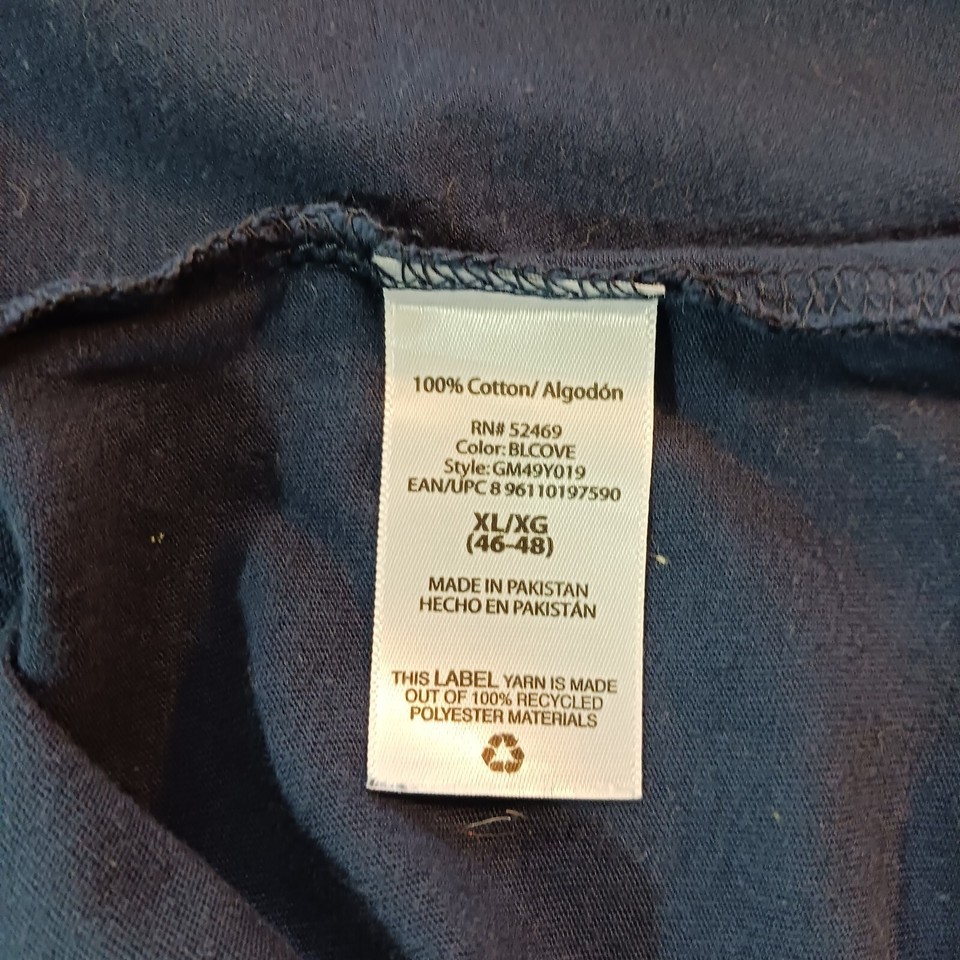 100% Cotton/ Algodón
RN# 52469
Color: BLCOVE
Style: GM49Y019
EAN/UPC 8 96110197590
XL/XG
(46-48)
MADE IN PAKISTAN
HECHO EN PAKISTÁN
THIS LABEL YARN IS MADE
OUT OF 100% RECYCLED
POLYESTER MATERIALS